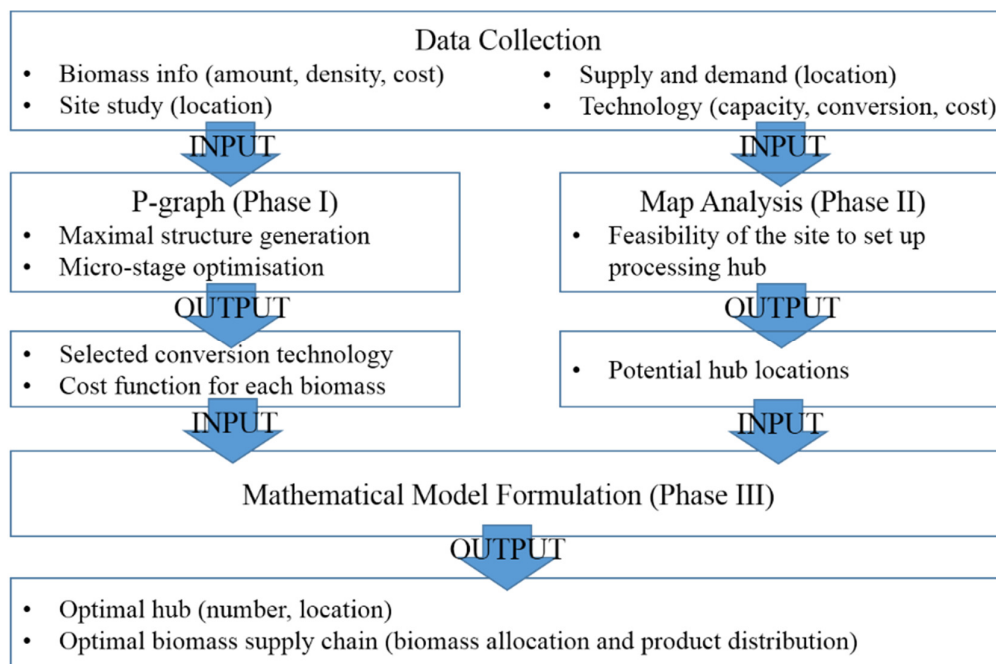 Data Collection
• Biomass info (amount, density, cost)
• Site study (location)
• Supply and demand (location)
• Technology (capacity, conversion, cost)
INPUT
INPUT
P-graph (Phase I)
• Maximal structure generation
• Micro-stage optimisation
Map Analysis (Phase II)
• Feasibility of the site to set up
processing hub
OUTPUT
OUTPUT
• Selected conversion technology
• Cost function for each biomass
• Potential hub locations
INPUT
INPUT
Mathematical Model Formulation (Phase III)
OUTPUT
• Optimal hub (number, location)
• Optimal biomass supply chain (biomass allocation and product distribution)